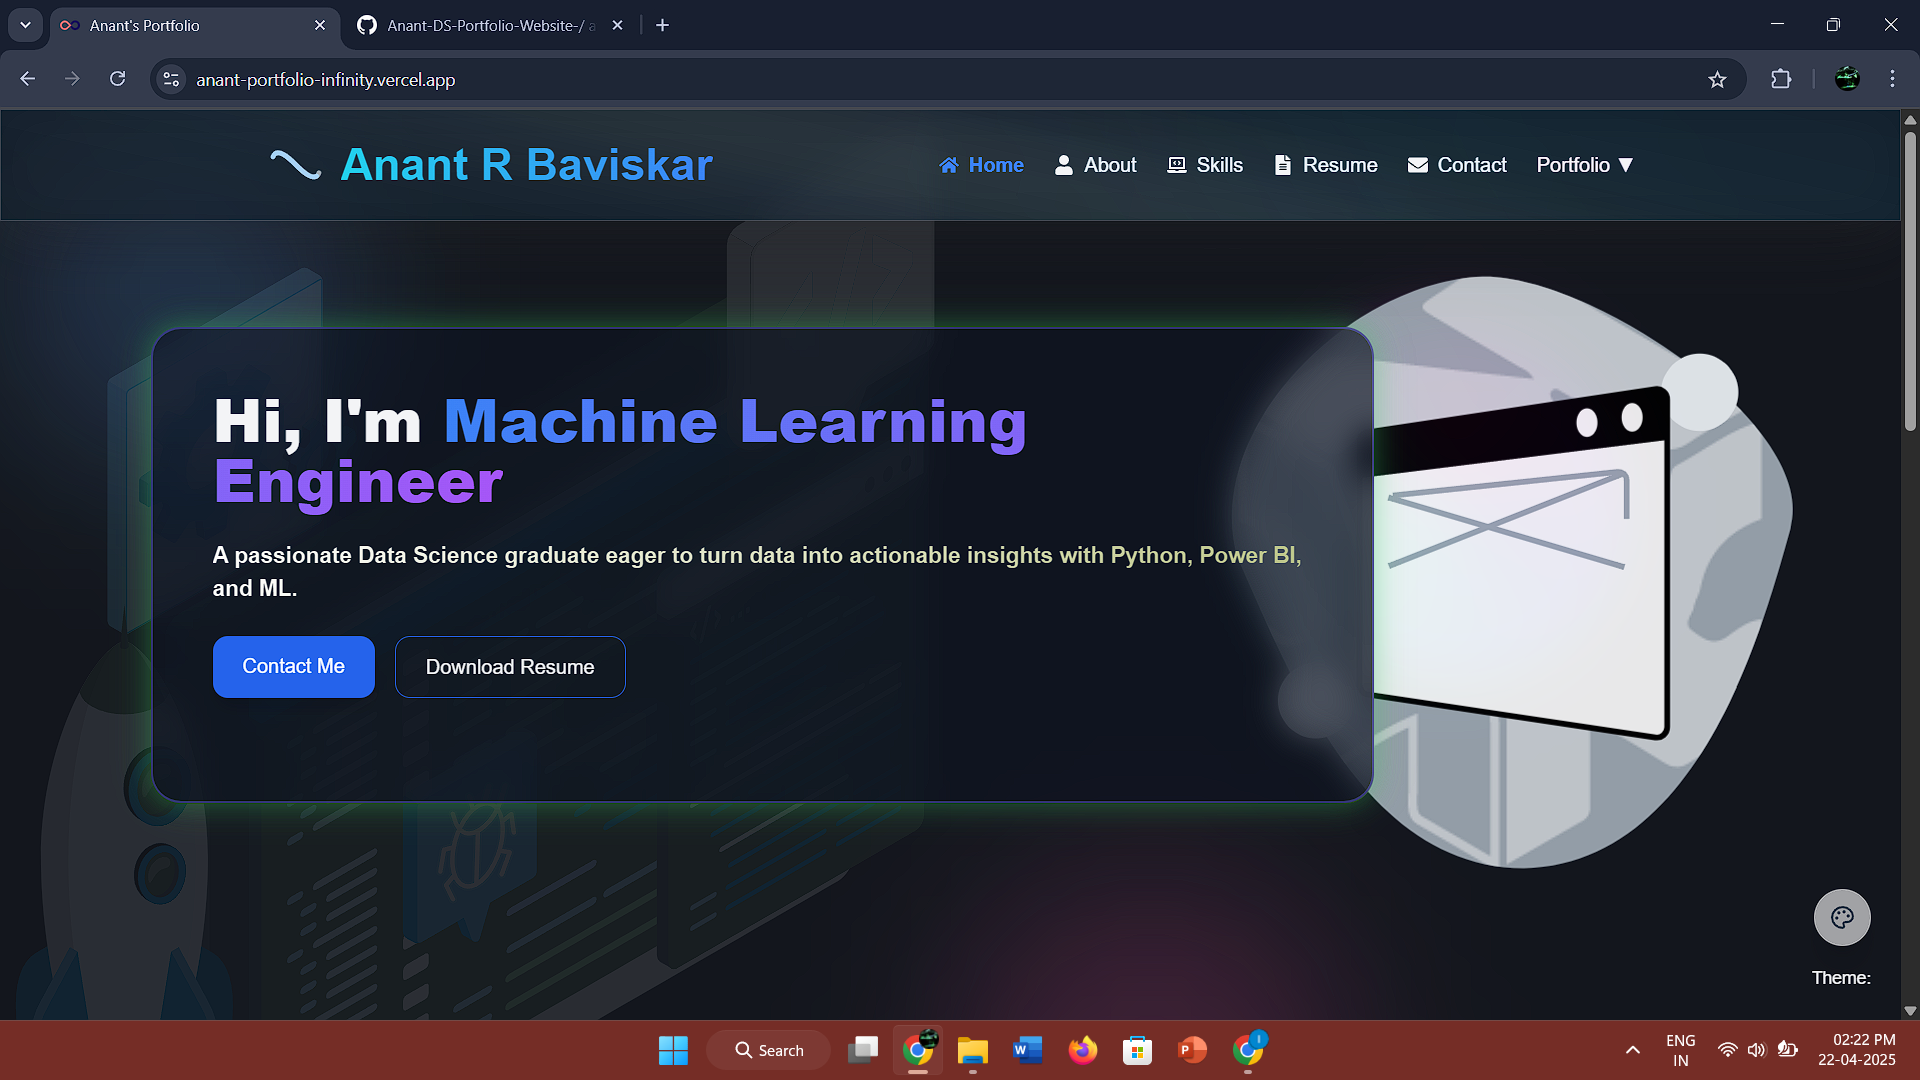 Anant's Portfolio
Anant-DS-Portfolio-Website-/ a
anant-portfolio-infinity.vercel.app
Anant R Baviskar
Home About Skills Resume Contact Portfolio ▼
Hi, I'm Machine Learning
Engineer
A passionate Data Science graduate eager to turn data into actionable insights with Python, Power BI,
and ML.
Contact Me Download Resume
Theme:
Search
ENG
IN
02:22 PM
22-04-2025